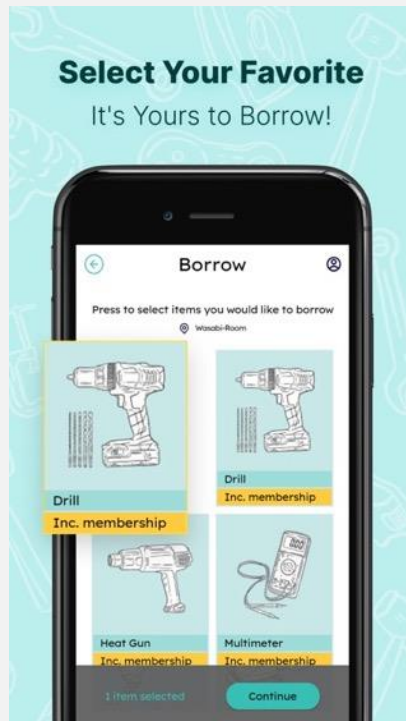 Select Your Favorite
It's Yours to Borrow!
Borrow
Press to select items you would like to borrow
Wasabi-Room
Drill
Inc. membership
Drill
Inc. membership
Heat Gun
Inc. membership
Multimeter
Inc. membership
1 item selected
Continue